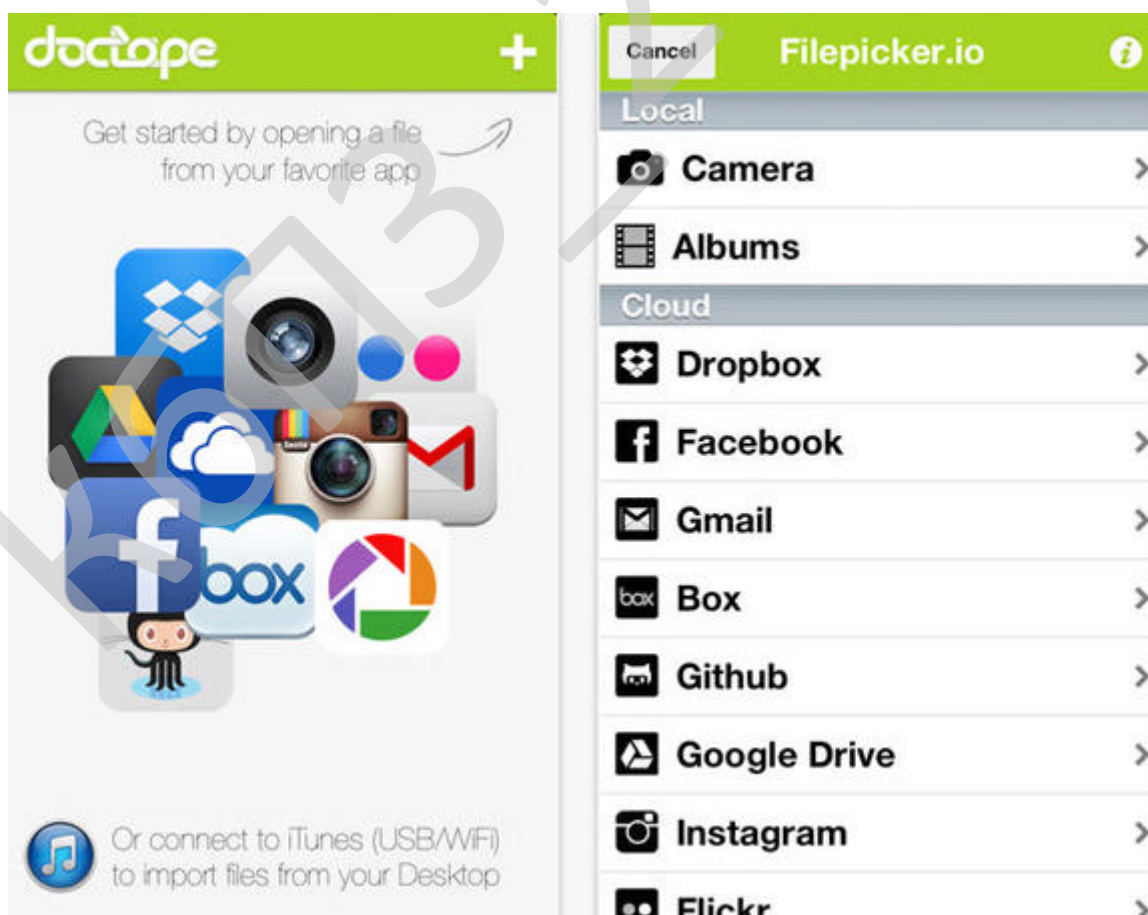 doctape
Get started by opening a file
from your favorite app
Insta
box
Or connect to iTunes (USB/WiFi)
to import files from your Desktop
Cancel
Filepicker.io
Local
Camera
Albums
Cloud
Dropbox
Facebook
Gmail
box
Box
Github
Google Drive
Instagram
Flickr